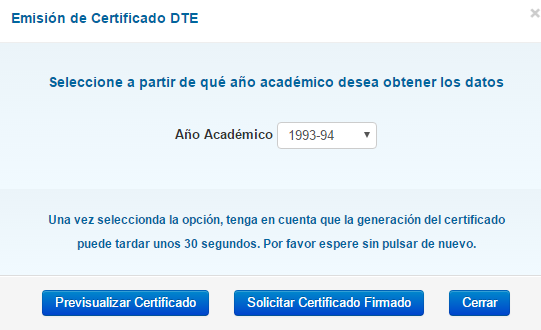 Emisión de Certificado DTE
×
Seleccione a partir de qué año académico desea obtener los datos
Año Académico 1993-94
Una vez seleccionda la opción, tenga en cuenta que la generación del certificado
puede tardar unos 30 segundos. Por favor espere sin pulsar de nuevo.
Previsualizar Certificado Solicitar Certificado Firmado Cerrar